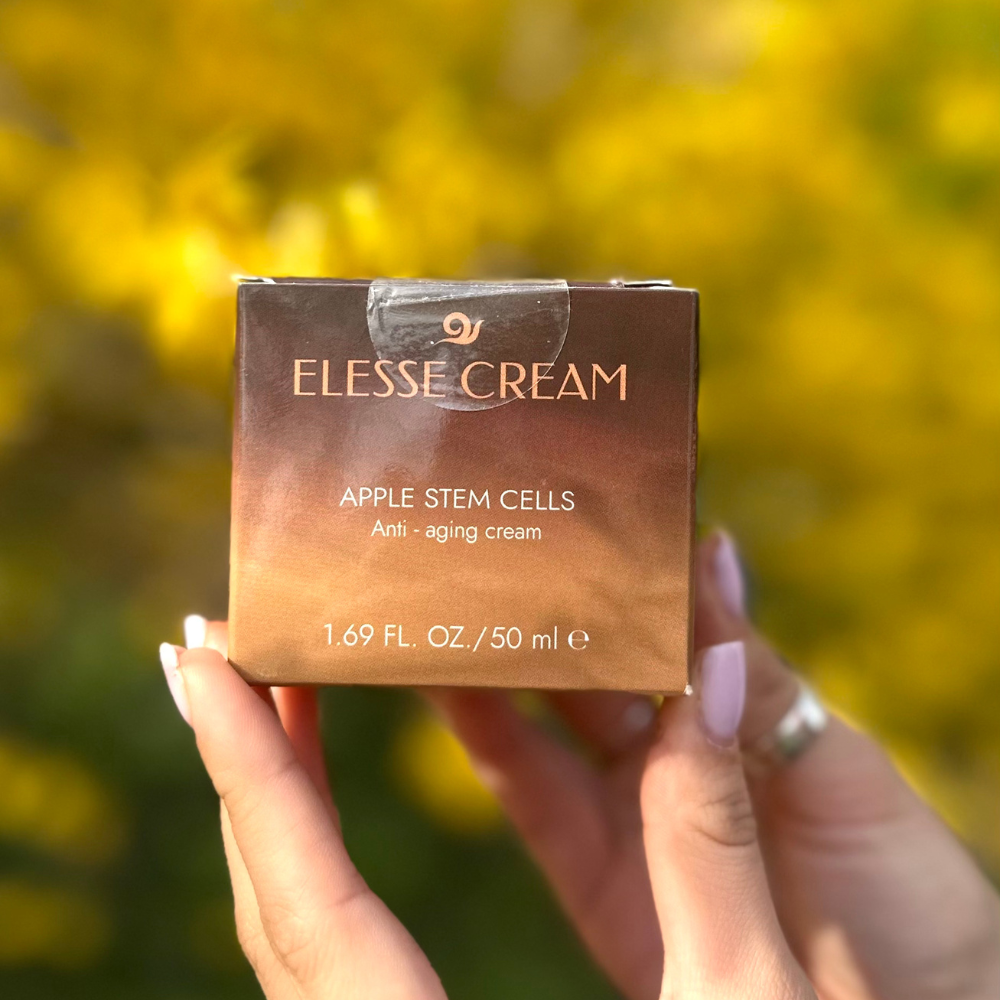 ELESSE CREAM
APPLE STEM CELLS
Anti - aging cream
1.69 FL. OZ./50 ml ℮